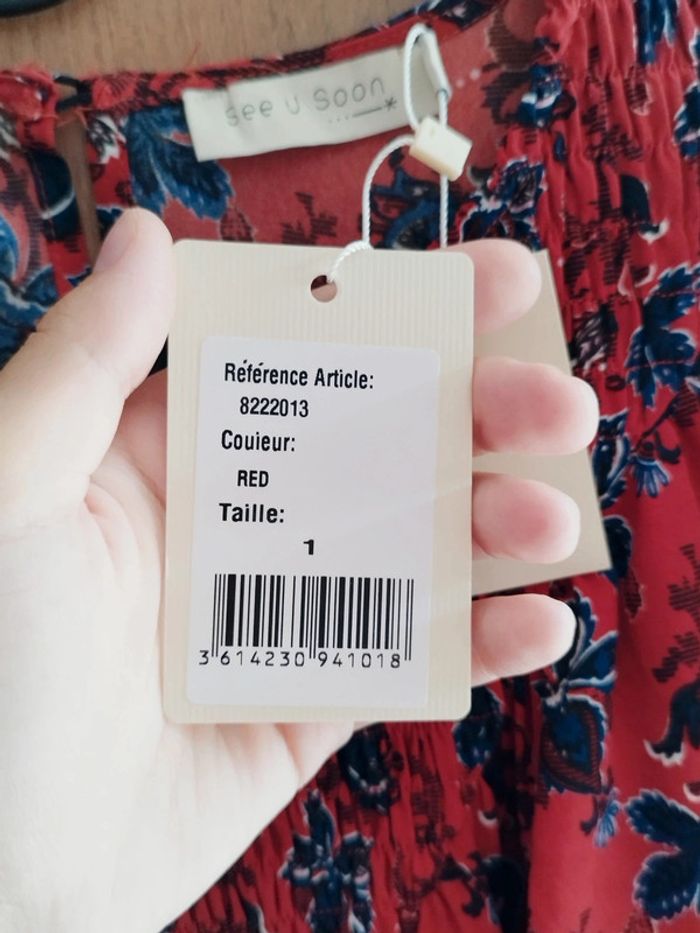 see u soon
...—*
Référence Article:
8222013
Couieur:
RED
Taille:
1
3 614230 941018